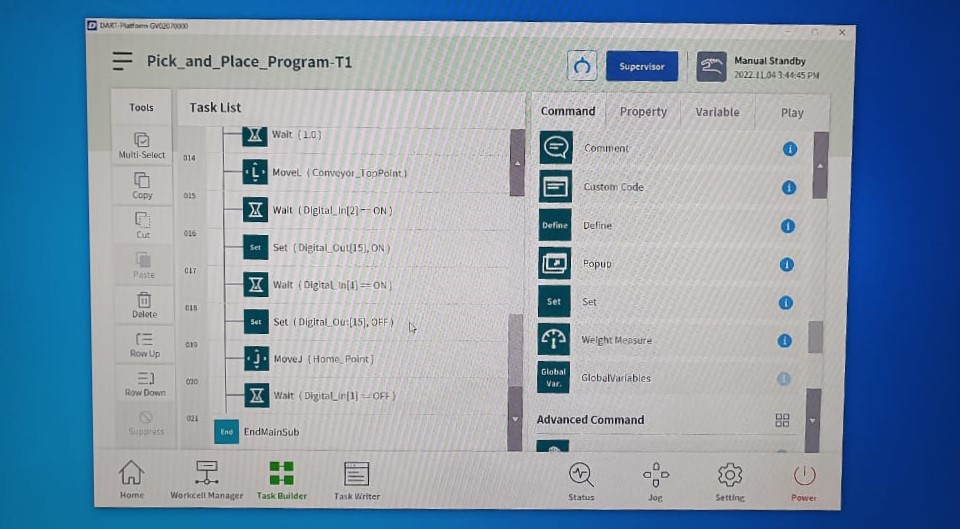 DART-Platform GV02070000
Pick_and_Place_Program-T1
Supervisor
Manual Standby
2022.11.04 3:44:45 PM
Tools
Multi-Select
Copy
Cut
Paste
Delete
Row Up
Row Down
Suppress
Task List
Wait (1.0)
014
MoveL (Conveyor_TopPoint)
015
Wait (Digital_In[2] == ON)
016
Set Set (Digital_Out[15], ON)
017
Wait (Digital_In[1] == ON)
018
Set Set (Digital_Out[15], OFF)
019
MoveJ (Home_Point)
020
Wait (Digital_In[1] == OFF)
021
End EndMainSub
Command Property Variable Play
Comment
Custom Code
Define Define
Popup
Set Set
Weight Measure
Global Var. GlobalVariables
Advanced Command
Home Workcell Manager Task Builder Task Writer Status Jog Setting Power